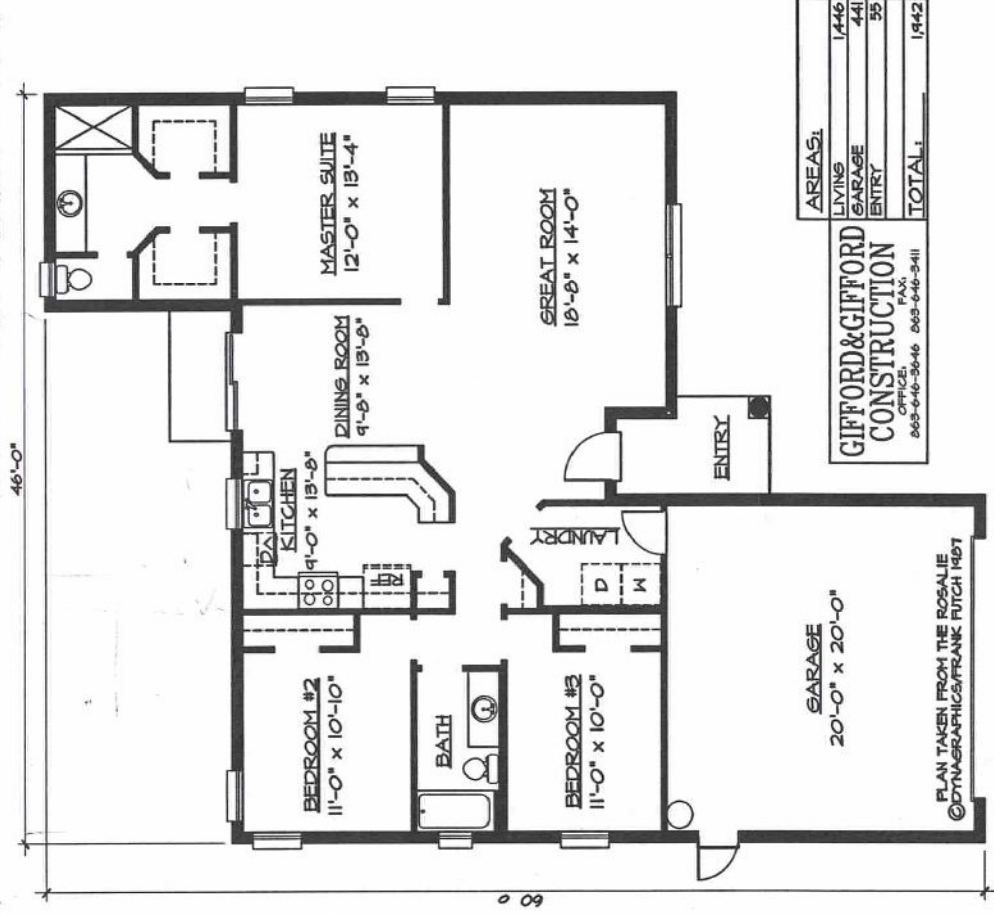 46'-0"
60 0
MASTER SUITE
12'-0" x 13'-4"
GREAT ROOM
18'-8" x 14'-0"
DINING ROOM
9'-8" x 13'-8"
KITCHEN
9'-0" x 13'-8"
REF
LAUNDRY
D
W
ENTRY
BEDROOM #2
11'-0" x 10'-10"
BATH
BEDROOM #3
11'-0" x 10'-0"
GARAGE
20'-0" x 20'-0"
PLAN TAKEN FROM THE ROSALIE
©DYNAGRAPHICS/FRANK FUTCH 1987
GIFFORD&GIFFORD
CONSTRUCTION
OFFICE: FAX:
863-646-3646 863-646-3411
AREAS:
LIVING 1,446
GARAGE 441
ENTRY 55
TOTAL: 1,942